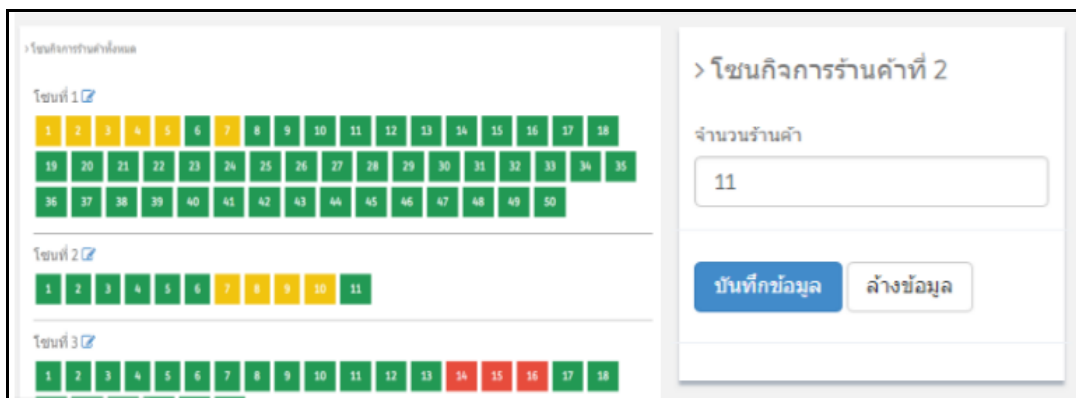 > โซนกิจการร้านค้าทั้งหมด
โซนที่ 1
1 2 3 4 5 6 7 8 9 10 11 12 13 14 15 16 17 18
19 20 21 22 23 24 25 26 27 28 29 30 31 32 33 34 35
36 37 38 39 40 41 42 43 44 45 46 47 48 49 50
โซนที่ 2
1 2 3 4 5 6 7 8 9 10 11
โซนที่ 3
1 2 3 4 5 6 7 8 9 10 11 12 13 14 15 16 17 18
> โซนกิจการร้านค้าที่ 2
จำนวนร้านค้า
11
บันทึกข้อมูล ล้างข้อมูล